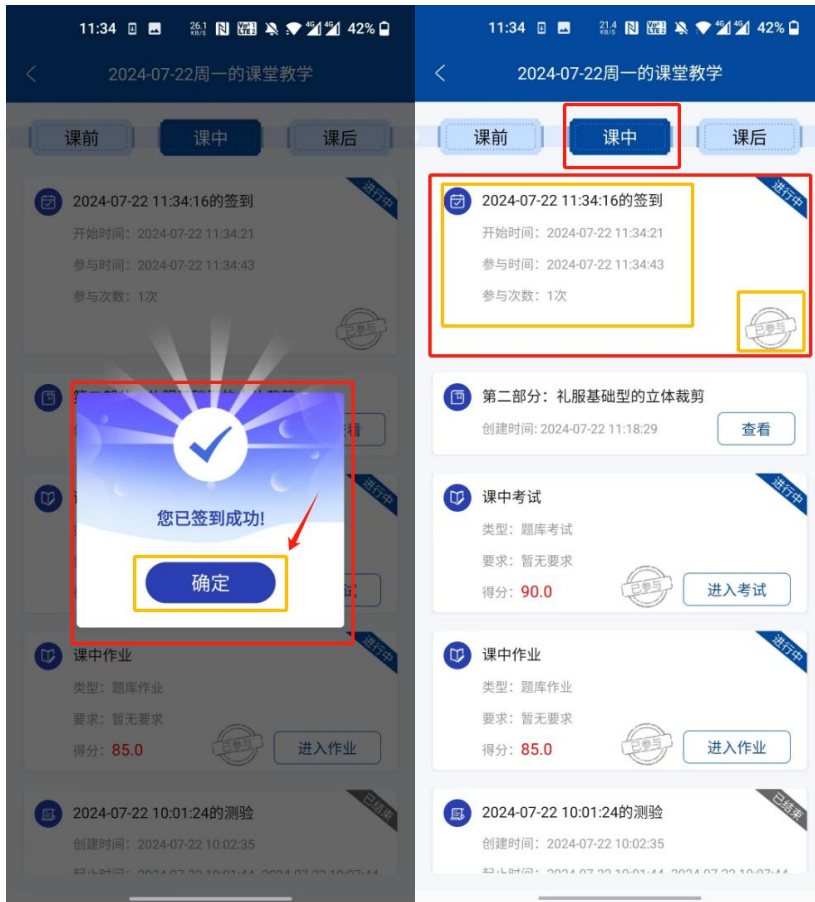 11:34 26.1 KB/S 42%
2024-07-22周一的课堂教学
课前 课中 课后
进行中
2024-07-22 11:34:16的签到
开始时间：2024-07-22 11:34:21
参与时间：2024-07-22 11:34:43
参与次数：1次
已参与
您已签到成功!
确定
进行中
课中作业
类型：题库作业
要求：暂无要求
得分：85.0
已参与
进入作业
进行中
已结束
2024-07-22 10:01:24的测验
创建时间：2024-07-22 10:02:35
11:34 21.4 KB/S 42%
2024-07-22周一的课堂教学
课前 课中 课后
进行中
2024-07-22 11:34:16的签到
开始时间：2024-07-22 11:34:21
参与时间：2024-07-22 11:34:43
参与次数：1次
已参与
第二部分：礼服基础型的立体裁剪
创建时间: 2024-07-22 11:18:29
查看
进行中
课中考试
类型：题库考试
要求：暂无要求
得分：90.0
已参与
进入考试
进行中
课中作业
类型：题库作业
要求：暂无要求
得分：85.0
已参与
进入作业
已结束
2024-07-22 10:01:24的测验
创建时间：2024-07-22 10:02:35